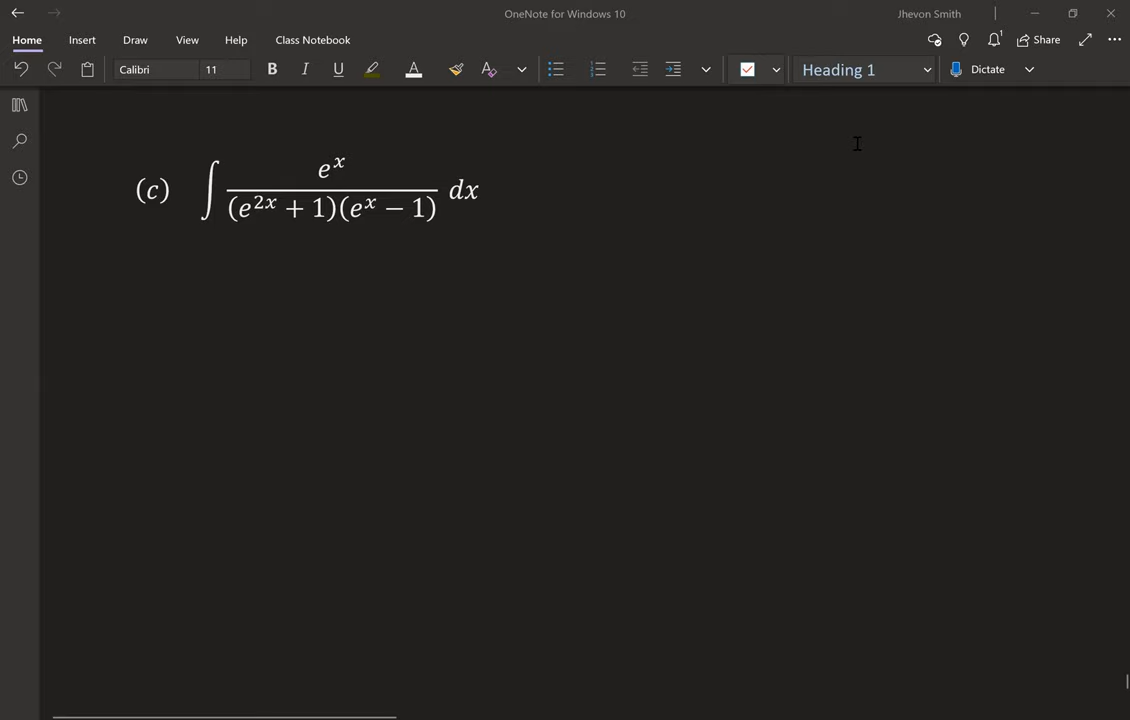 OneNote for Windows 10 Jhevon Smith
Home Insert Draw View Help Class Notebook 1 Share
Calibri 11 B I U A A Heading 1 Dictate
(c) ∫ e^x / ((e^{2x} + 1)(e^x − 1)) dx